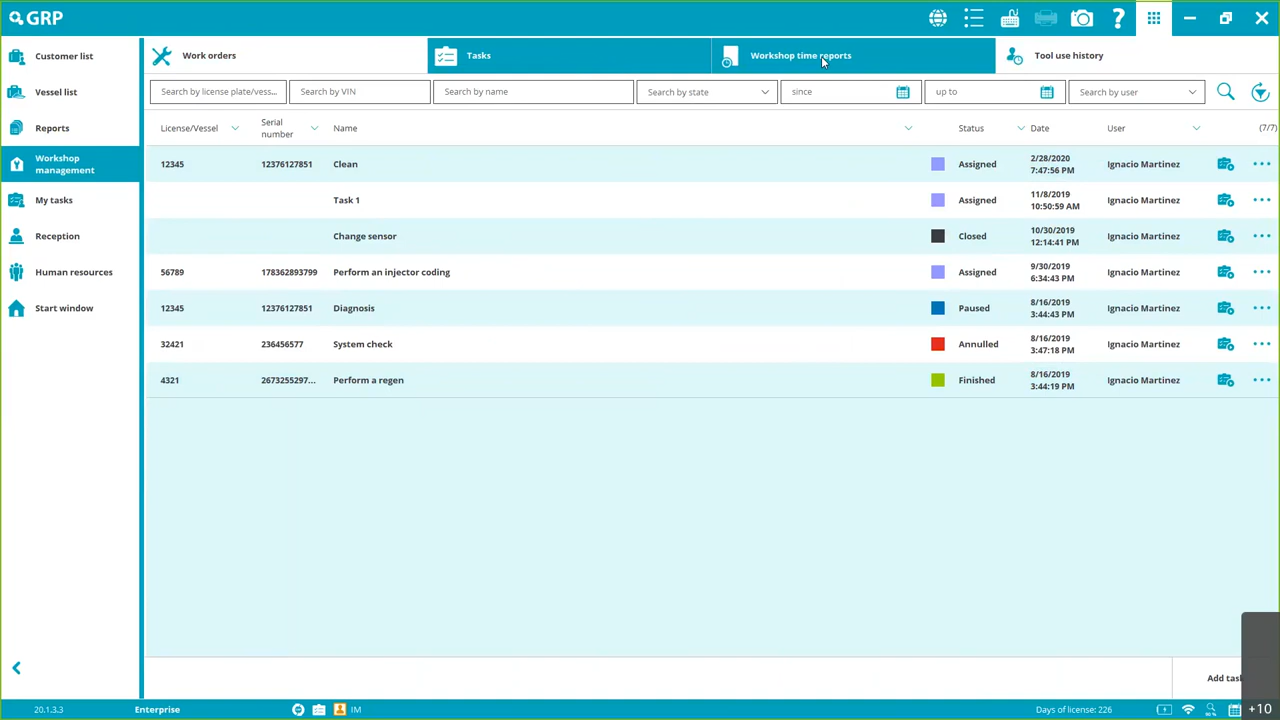 GRP
Customer list
Vessel list
Reports
Workshop
management
My tasks
Reception
Human resources
Start window
Work orders
Tasks
Workshop time reports
Tool use history
Search by license plate/vess...
Search by VIN
Search by name
Search by state
since
up to
Search by user
License/Vessel
Serial
number
Name
Status
Date
User
(7/7)
12345
12376127851
Clean
Assigned
2/28/2020
7:47:56 PM
Ignacio Martinez
Task 1
Assigned
11/8/2019
10:50:59 AM
Ignacio Martinez
Change sensor
Closed
10/30/2019
12:14:41 PM
Ignacio Martinez
56789
178362893799
Perform an injector coding
Assigned
9/30/2019
6:34:43 PM
Ignacio Martinez
12345
12376127851
Diagnosis
Paused
8/16/2019
3:44:43 PM
Ignacio Martinez
32421
236456577
System check
Annulled
8/16/2019
3:47:18 PM
Ignacio Martinez
4321
2673255297...
Perform a regen
Finished
8/16/2019
3:44:19 PM
Ignacio Martinez
Add task
20.1.3.3
Enterprise
IM
Days of license: 226
+10